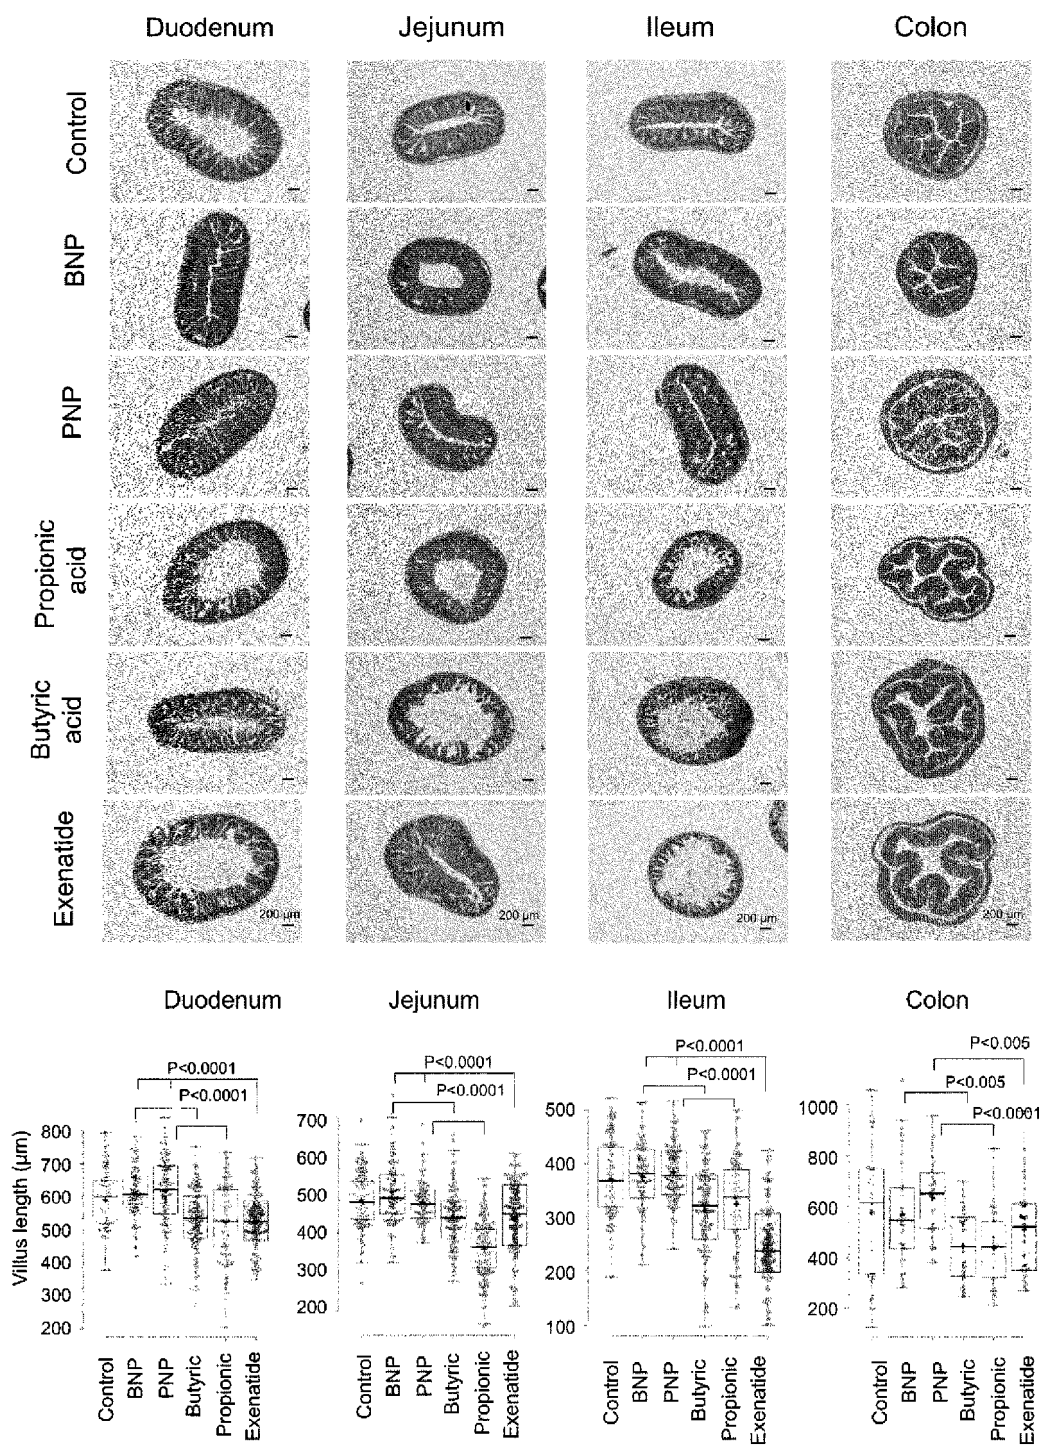 Duodenum Jejunum Ileum Colon
Control
BNP
PNP
Propionic
acid
Butyric
acid
Exenatide
200 μm 200 μm 200 μm 200 μm
Duodenum Jejunum Ileum Colon
P<0.0001
P<0.0001
Villus length (μm)
800
700
600
500
400
300
200
Control BNP PNP Butyric Propionic Exenatide
P<0.0001
P<0.0001
700
600
500
400
300
200
Control BNP PNP Butyric Propionic Exenatide
P<0.0001
P<0.0001
500
400
300
200
100
Control BNP PNP Butyric Propionic Exenatide
P<0.005
P<0.005
P<0.0001
1000
800
600
400
200
Control BNP PNP Butyric Propionic Exenatide